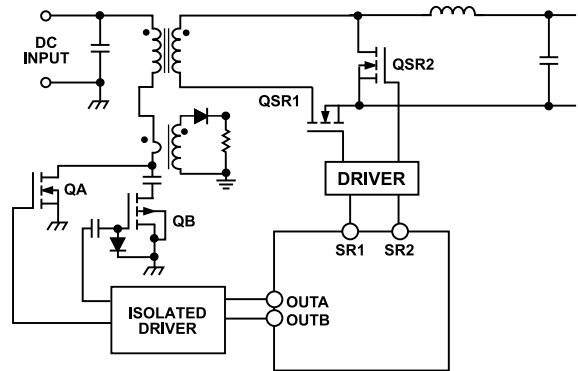 DC
INPUT
QSR2
QSR1
QA
QB
DRIVER
SR1 SR2
ISOLATED
DRIVER
OUTA
OUTB